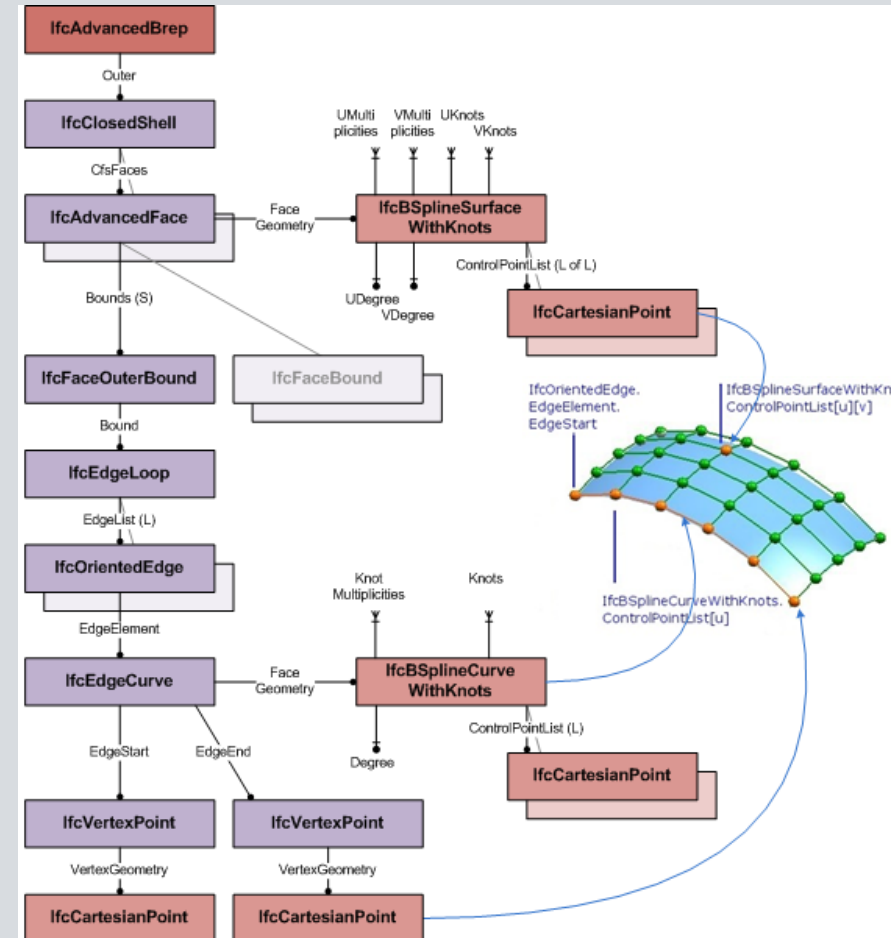 IfcAdvancedBrep
Outer
IfcClosedShell
CfsFaces
IfcAdvancedFace
Face
Geometry
UMulti
plicities
VMulti
plicities
UKnots
VKnots
IfcBSplineSurface
WithKnots
UDegree
VDegree
ControlPointList (L of L)
IfcCartesianPoint
Bounds (S)
IfcFaceOuterBound
IfcFaceBound
IfcOrientedEdge.
EdgeElement.
EdgeStart
IfcBSplineSurfaceWithKn
ControlPointList[u][v]
Bound
IfcEdgeLoop
EdgeList (L)
IfcOrientedEdge
EdgeElement
Knot
Multiplicities
Knots
IfcBSplineCurveWithKnots.
ControlPointList[u]
IfcEdgeCurve
Face
Geometry
IfcBSplineCurve
WithKnots
Degree
ControlPointList (L)
IfcCartesianPoint
EdgeStart
EdgeEnd
IfcVertexPoint
IfcVertexPoint
VertexGeometry
VertexGeometry
IfcCartesianPoint
IfcCartesianPoint